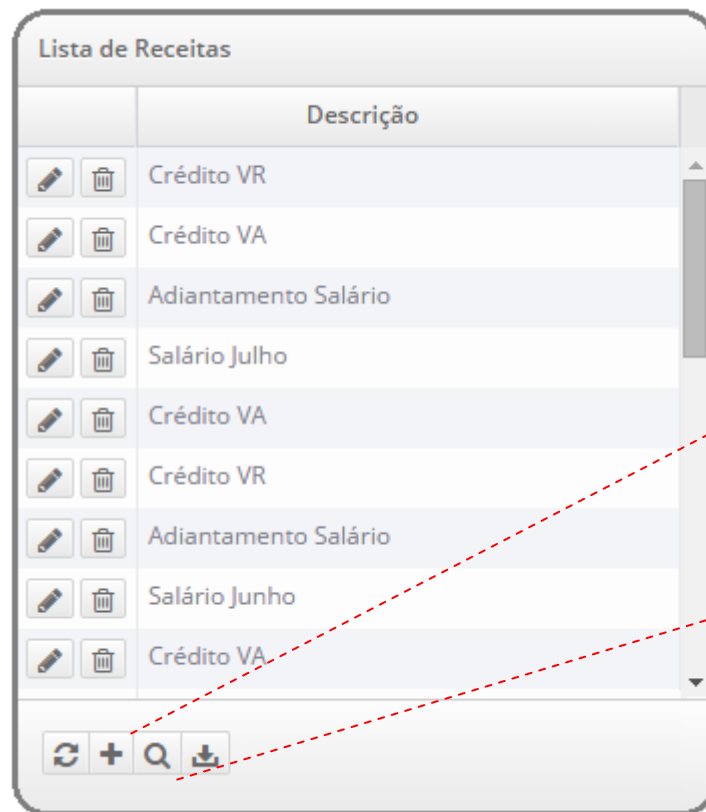 Lista de Receitas
Descrição
Crédito VR
Crédito VA
Adiantamento Salário
Salário Julho
Crédito VA
Crédito VR
Adiantamento Salário
Salário Junho
Crédito VA